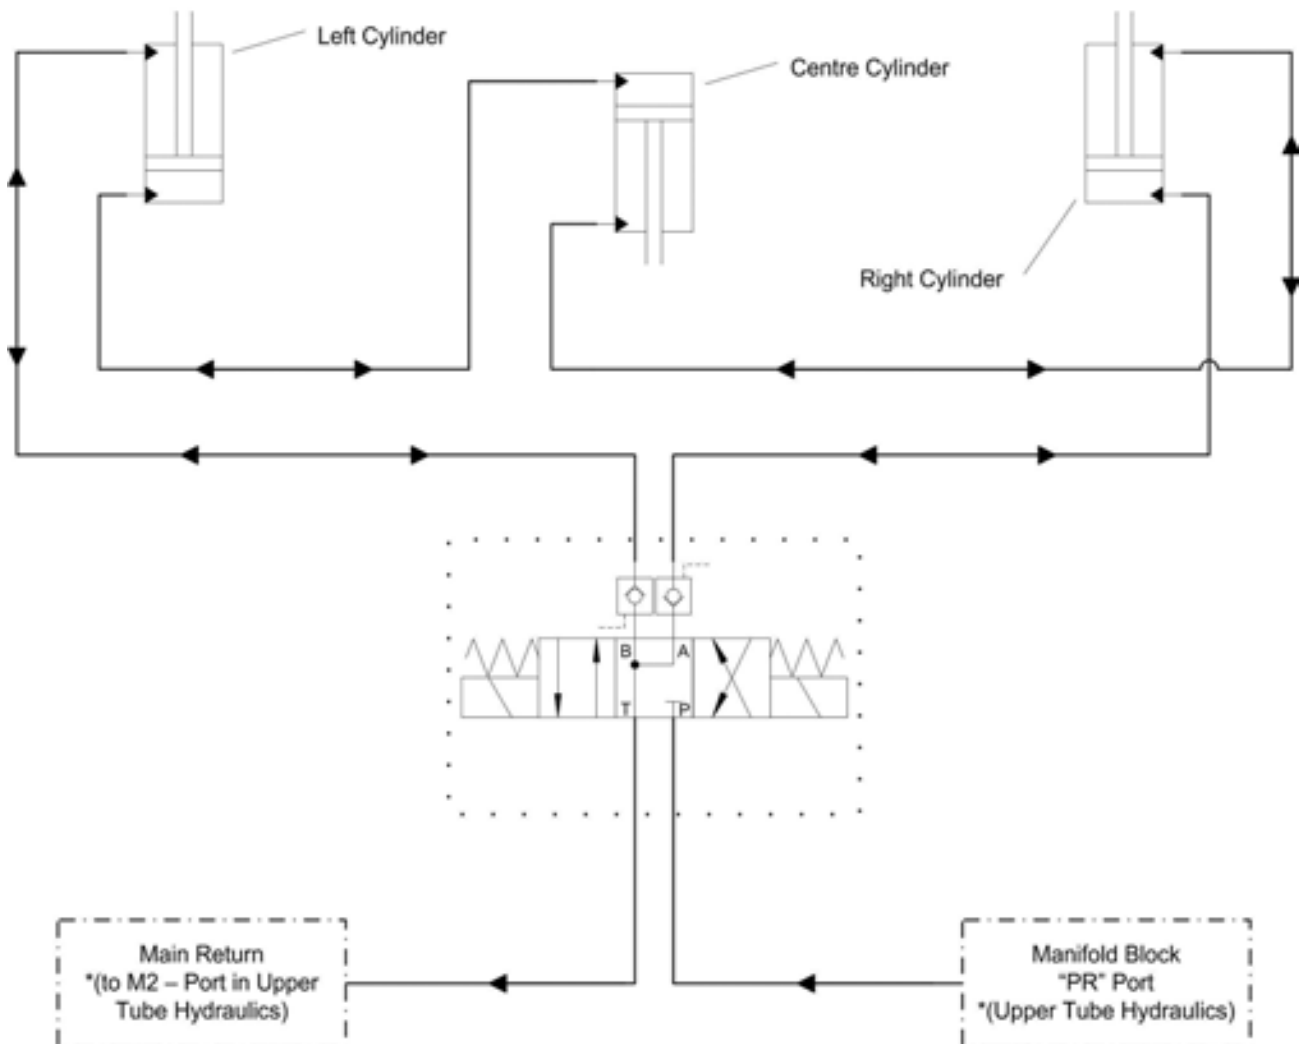 Left Cylinder
Centre Cylinder
Right Cylinder
B A
T P
Main Return
*(to M2 – Port in Upper
Tube Hydraulics)
Manifold Block
"PR" Port
*(Upper Tube Hydraulics)